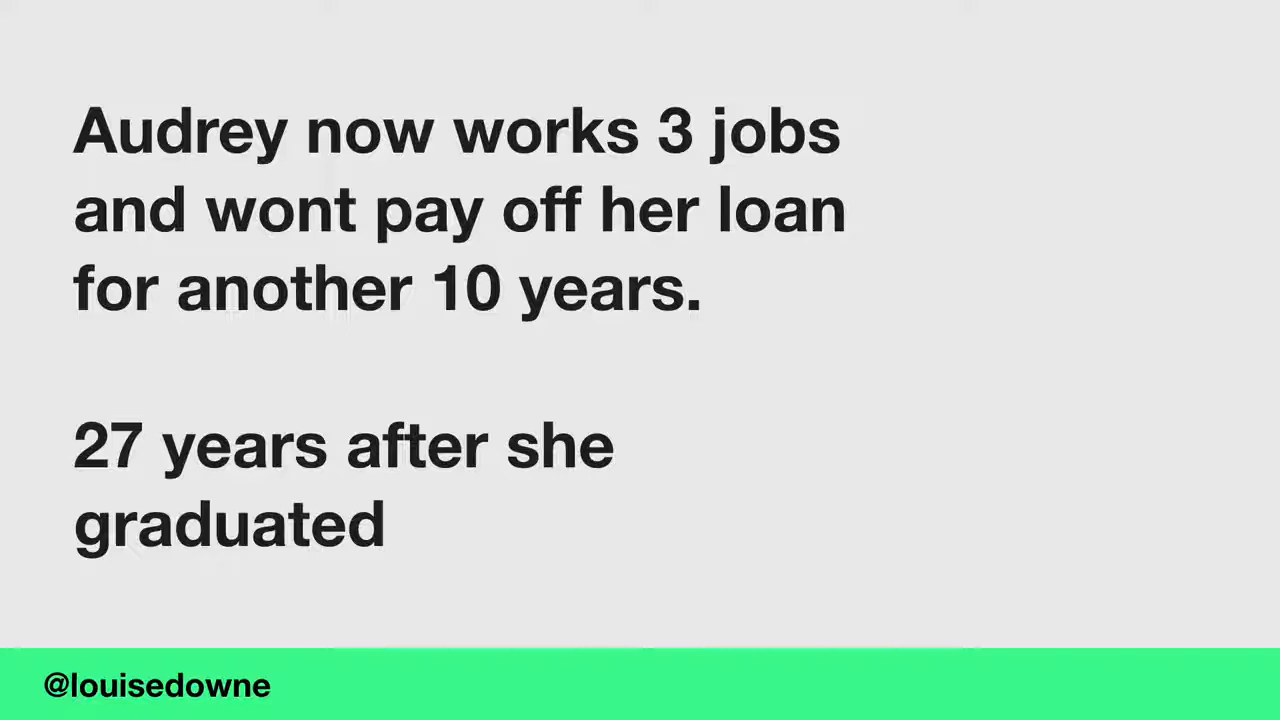 Audrey now works 3 jobs
and wont pay off her loan
for another 10 years.
27 years after she
graduated
@louisedowne